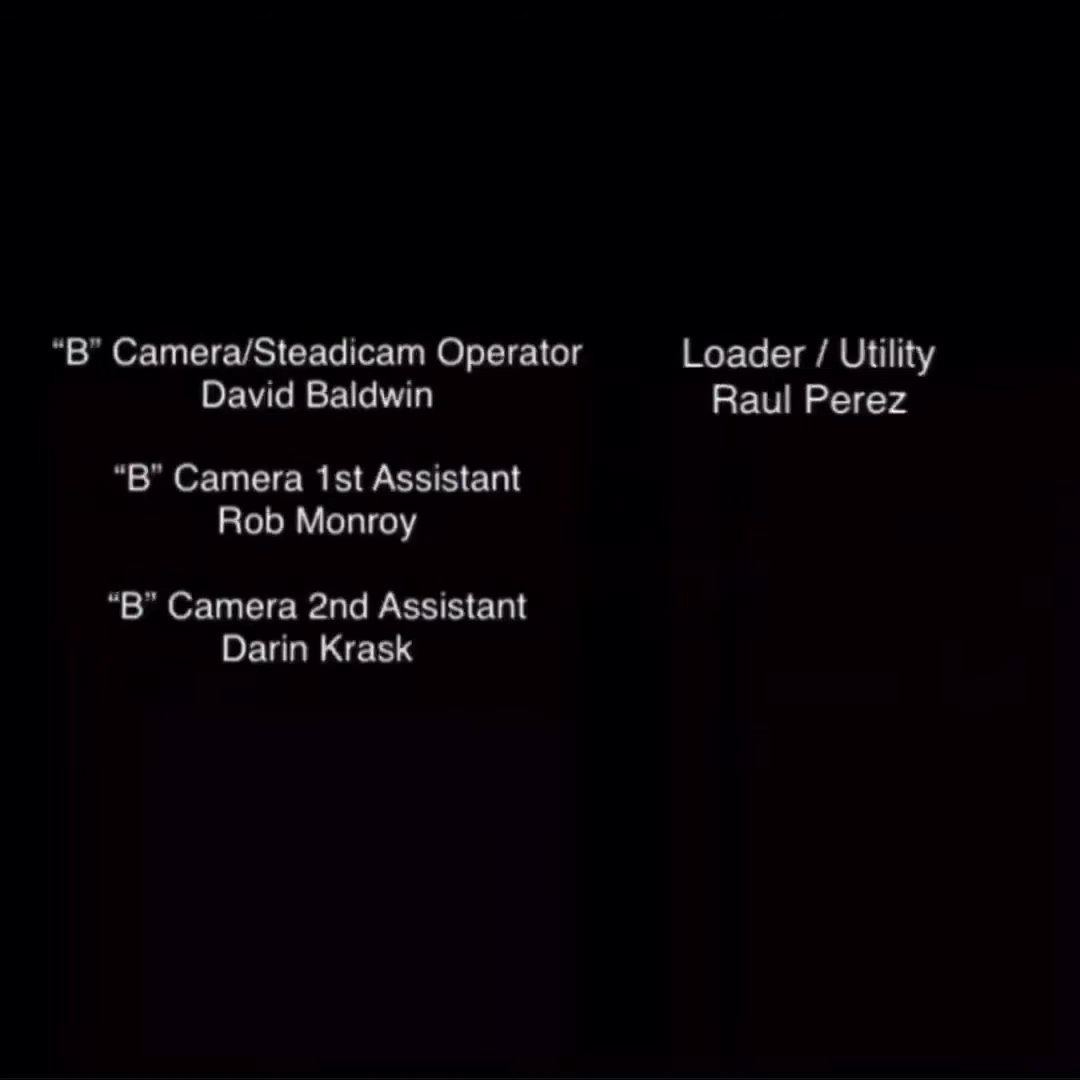 “B” Camera/Steadicam Operator
David Baldwin
“B” Camera 1st Assistant
Rob Monroy
“B” Camera 2nd Assistant
Darin Krask
Loader / Utility
Raul Perez